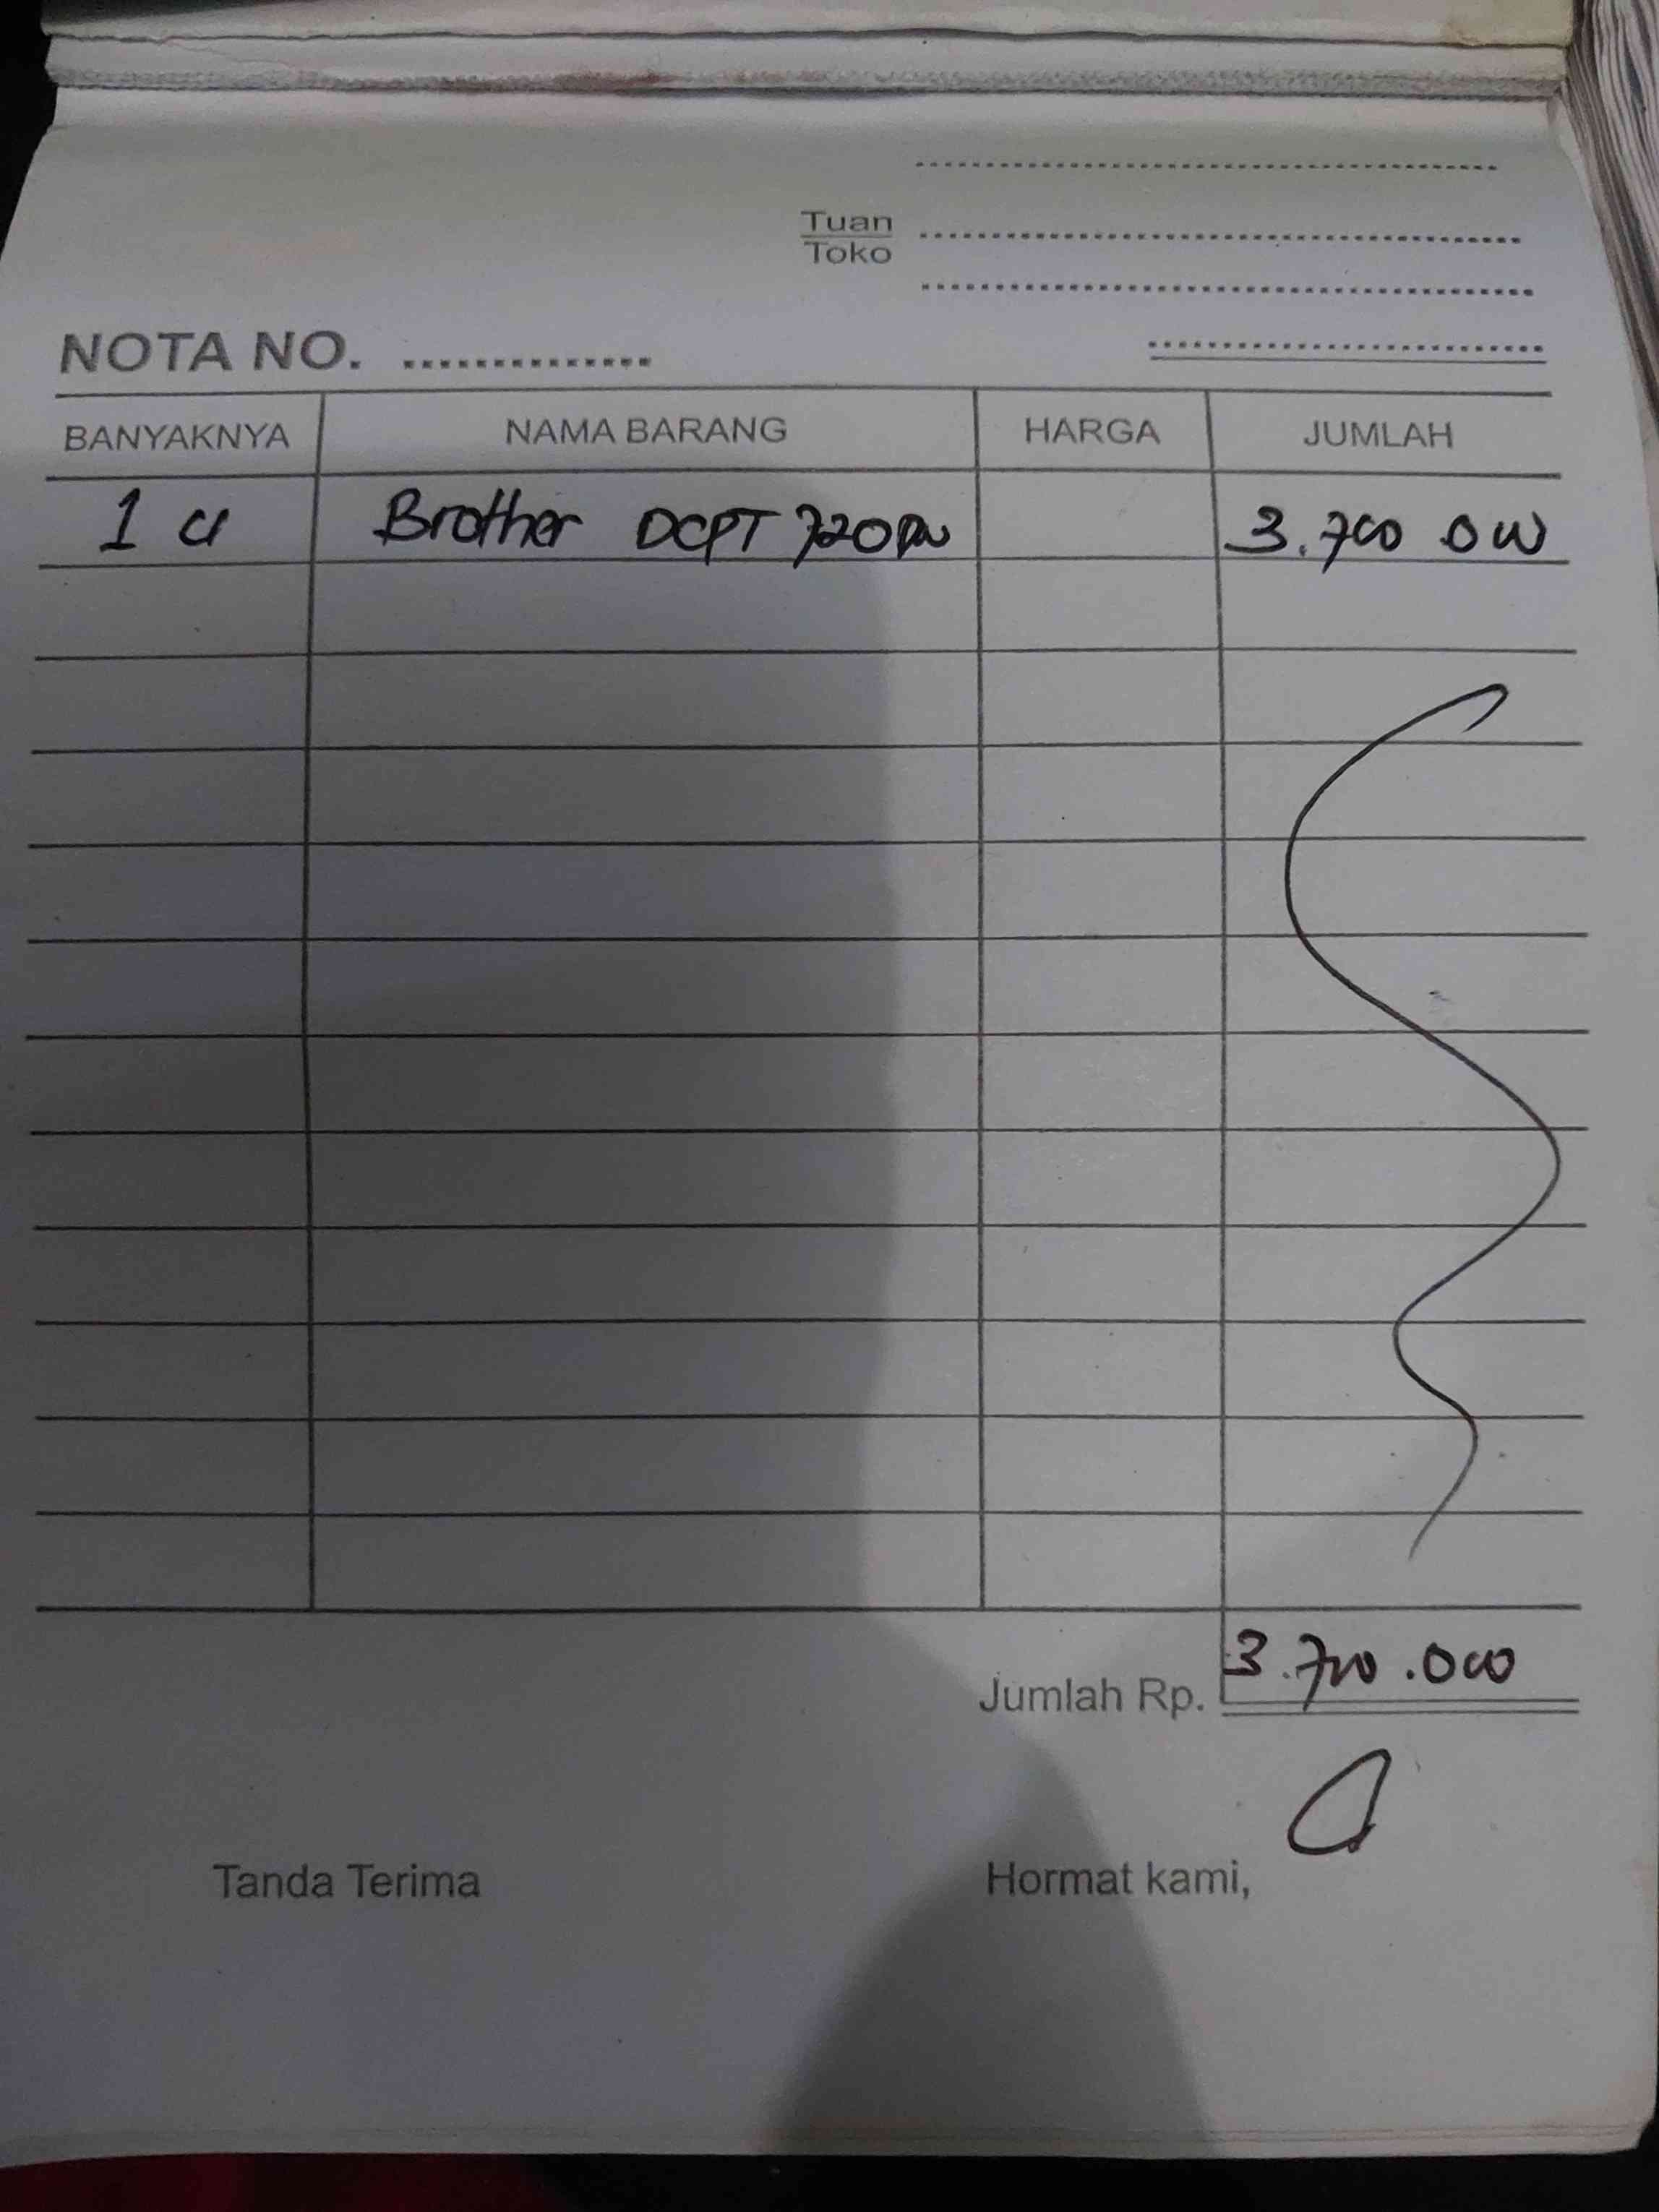 Tuan
Toko
NOTA NO. ..............
BANYAKNYA NAMA BARANG HARGA JUMLAH
1 Brother DCPT 720DW 3.700 000
Jumlah Rp. 3.700.000
Tanda Terima Hormat kami,